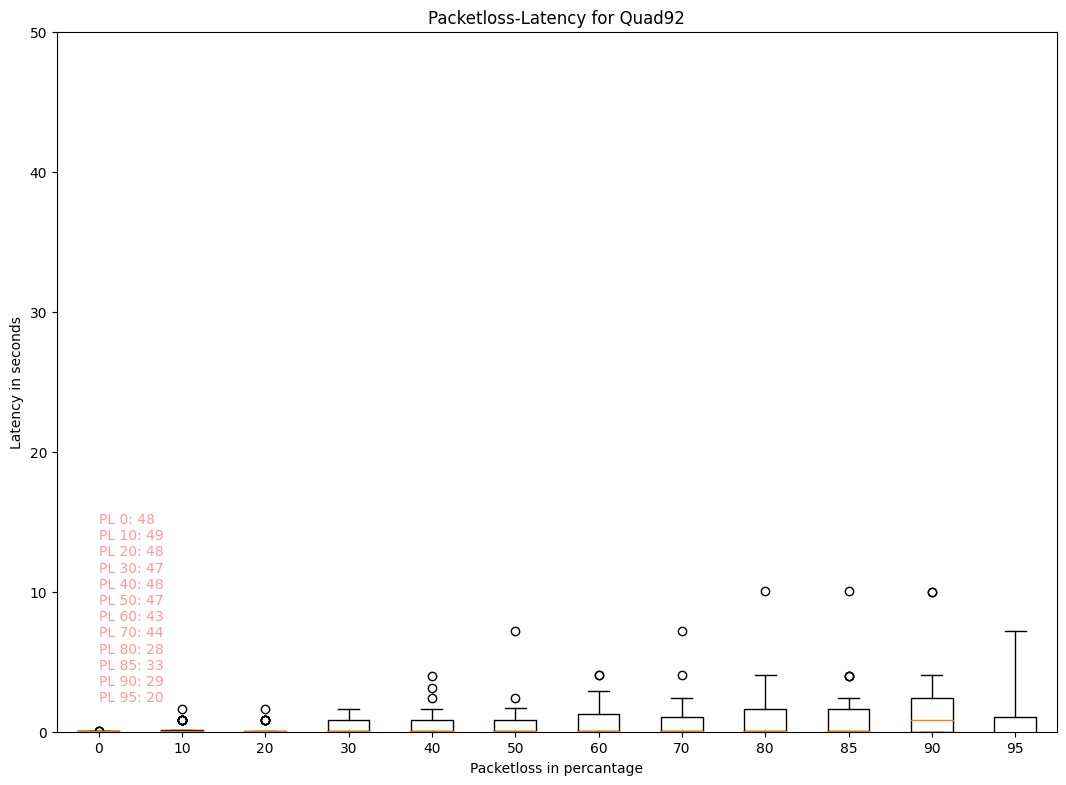 Packetloss-Latency for Quad92
50
40
30
20
10
0
Latency in seconds
PL 0: 48
PL 10: 49
PL 20: 48
PL 30: 47
PL 40: 48
PL 50: 47
PL 60: 43
PL 70: 44
PL 80: 28
PL 85: 33
PL 90: 29
PL 95: 20
0 10 20 30 40 50 60 70 80 85 90 95
Packetloss in percantage